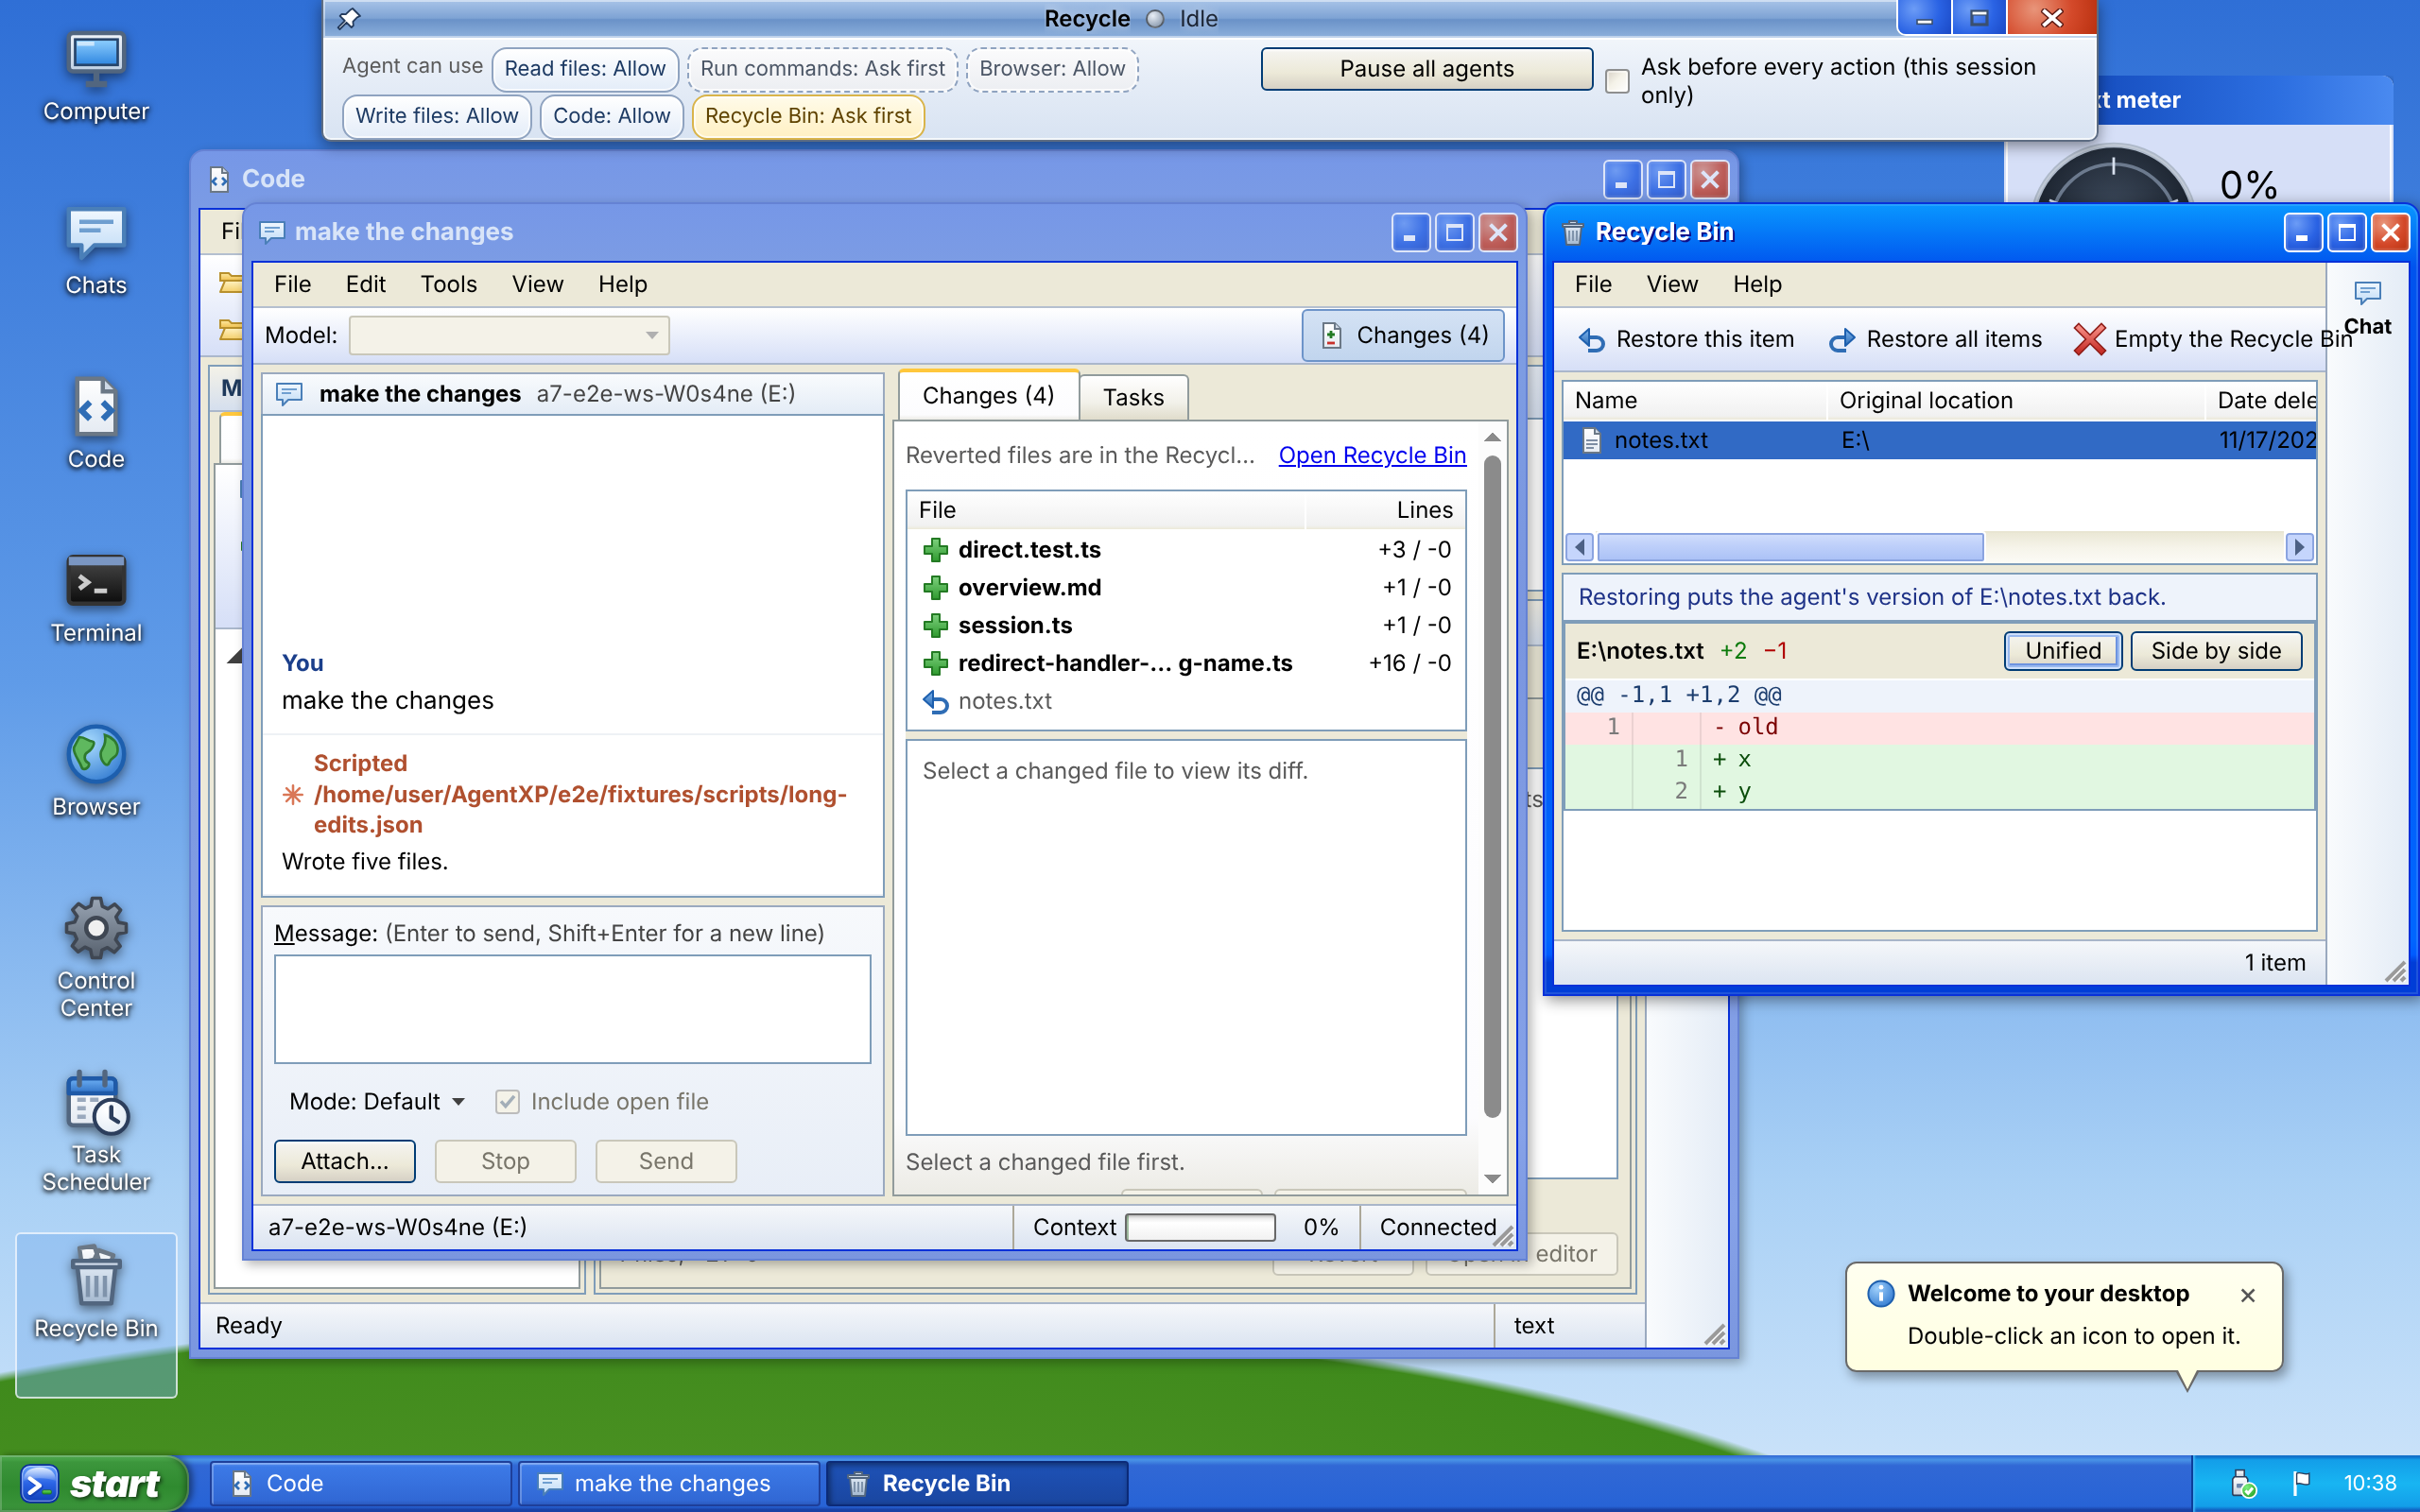 Recycle Idle
Agent can use Read files: Allow Run commands: Ask first Browser: Allow
Write files: Allow Code: Allow Recycle Bin: Ask first
Pause all agents
Ask before every action (this session
only)
meter
0%
Computer
Chats
Code
Terminal
Browser
Control
Center
Task
Scheduler
Recycle Bin
Code
make the changes
File Edit Tools View Help
Model:
Changes (4)
make the changes a7-e2e-ws-W0s4ne (E:)
You
make the changes
Scripted
/home/user/AgentXP/e2e/fixtures/scripts/long-
edits.json
Wrote five files.
Message: (Enter to send, Shift+Enter for a new line)
Mode: Default Include open file
Attach... Stop Send
Changes (4) Tasks
Reverted files are in the Recycl... Open Recycle Bin
File Lines
direct.test.ts +3 / -0
overview.md +1 / -0
session.ts +1 / -0
redirect-handler-... g-name.ts +16 / -0
notes.txt
Select a changed file to view its diff.
Select a changed file first.
a7-e2e-ws-W0s4ne (E:) Context 0% Connected
editor
Ready text
Recycle Bin
File View Help
Restore this item Restore all items Empty the Recycle Bin
Chat
Name Original location Date dele
notes.txt E:\ 11/17/202
Restoring puts the agent's version of E:\notes.txt back.
E:\notes.txt +2 −1 Unified Side by side
@@ -1,1 +1,2 @@
1 - old
1 + x
2 + y
1 item
Welcome to your desktop
Double-click an icon to open it.
start Code make the changes Recycle Bin 10:38